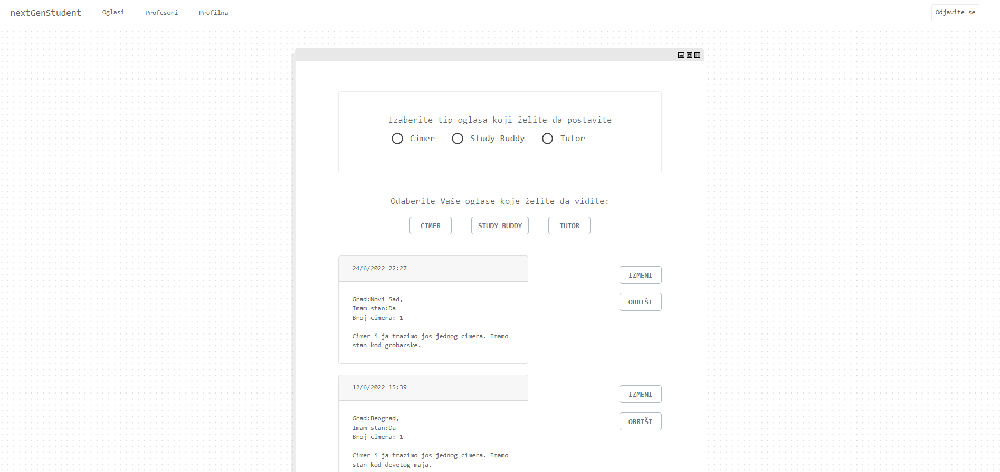 nextGenStudent Oglasi Profesori Profilna Odjavite se
Izaberite tip oglasa koji želite da postavite
Cimer Study Buddy Tutor
Odaberite Vaše oglase koje želite da vidite:
CIMER STUDY BUDDY TUTOR
24/6/2022 22:27
IZMENI
OBRIŠI
Grad:Novi Sad,
Imam stan:Da
Broj cimera: 1
Cimer i ja trazimo jos jednog cimera. Imamo
stan kod grobarske.
12/6/2022 15:39
IZMENI
OBRIŠI
Grad:Beograd,
Imam stan:Da
Broj cimera: 1
Cimer i ja trazimo jos jednog cimera. Imamo
stan kod devetog maja.